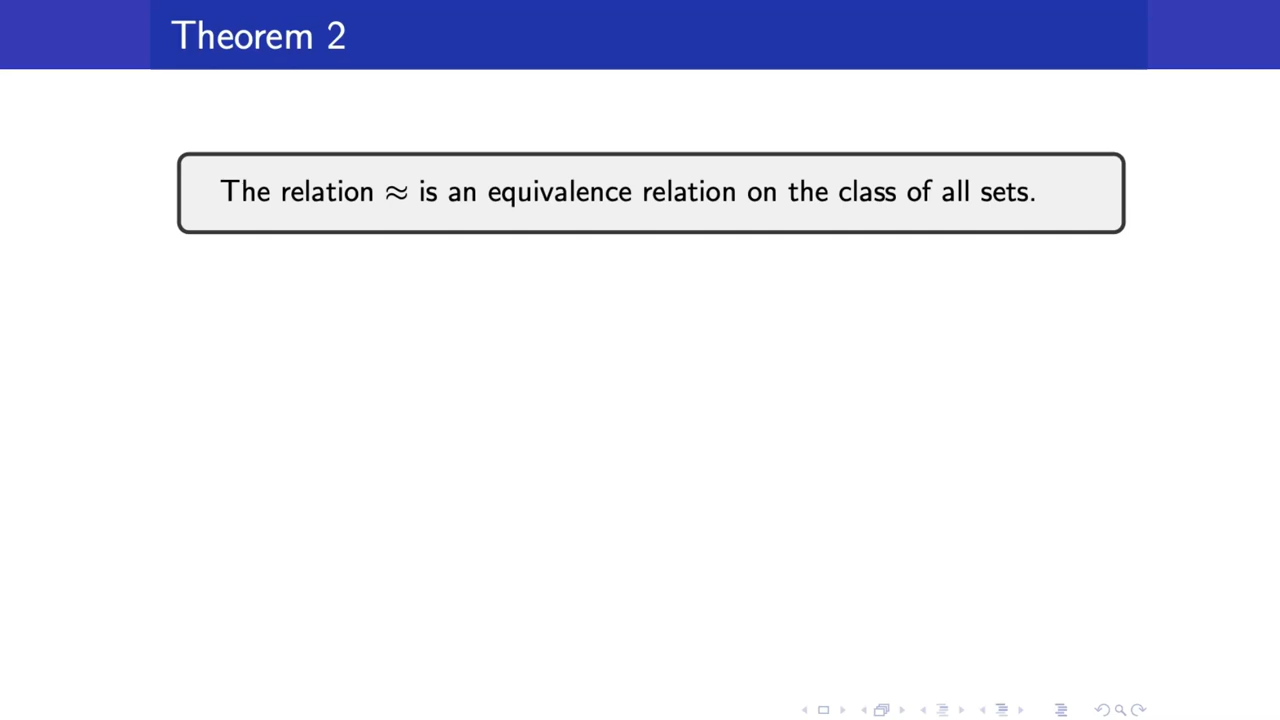 Theorem 2
The relation ≈ is an equivalence relation on the class of all sets.